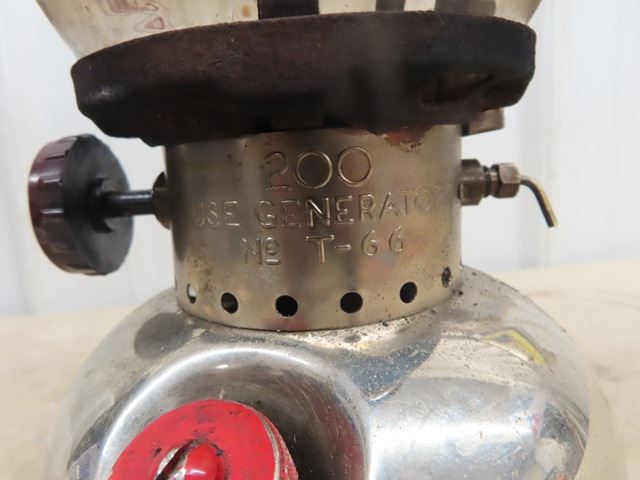 200
USE GENERATOR
Nº T-66